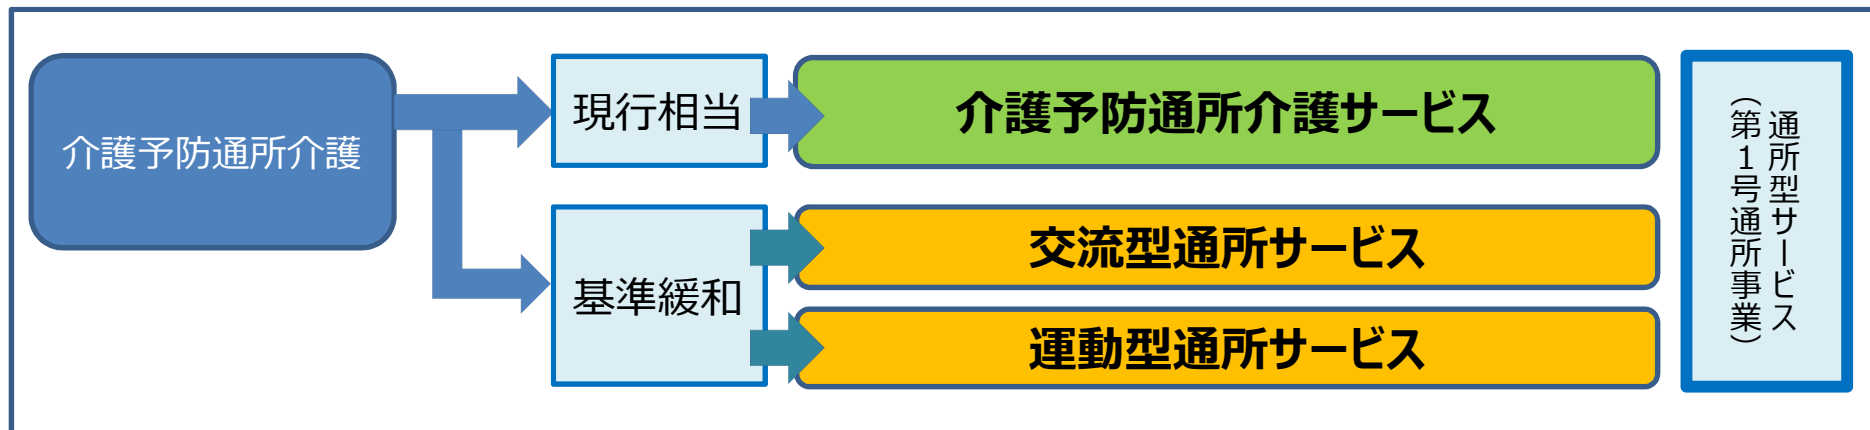 介護予防通所介護
現行相当
介護予防通所介護サービス
基準緩和
交流型通所サービス
運動型通所サービス
通所型サービス
（第１号通所事業）